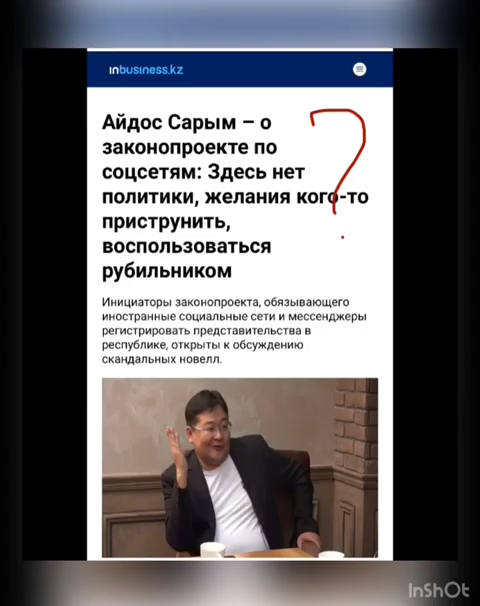 inbusiness.kz
Айдос Сарым – о
законопроекте по
соцсетям: Здесь нет
политики, желания кого-то
приструнить,
воспользоваться
рубильником
?
Инициаторы законопроекта, обязывающего
иностранные социальные сети и мессенджеры
регистрировать представительства в
республике, открыты к обсуждению
скандальных новелл.
InShOt